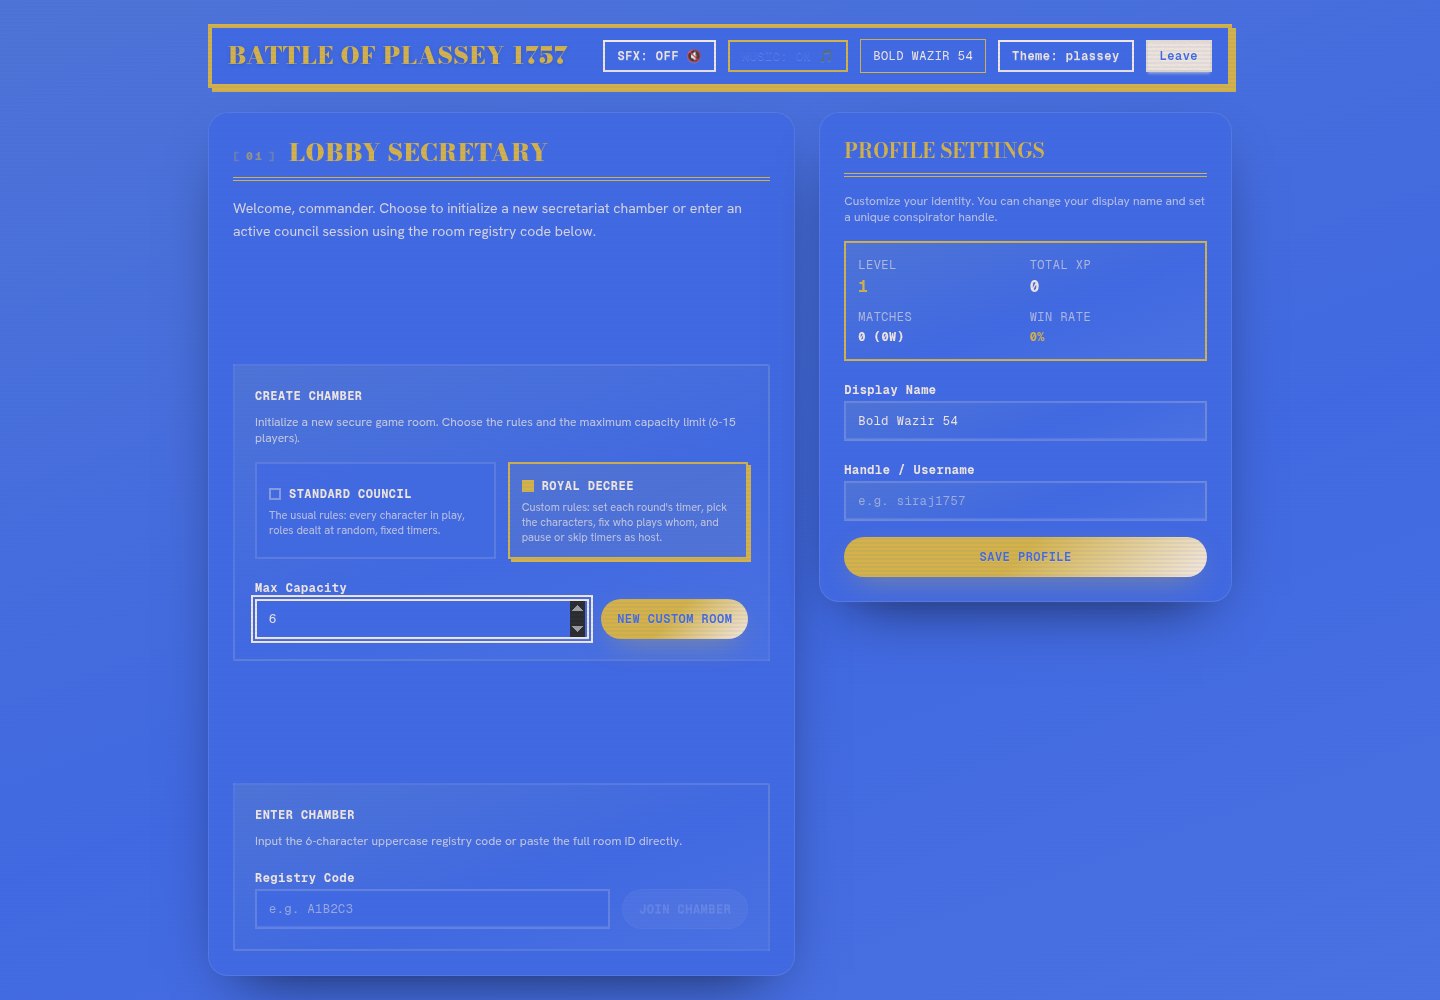 BATTLE OF PLASSEY 1757
SFX: OFF 🔇
MUSIC: ON 🎵
BOLD WAZIR 54
Theme: plassey
Leave
[ 01 ] LOBBY SECRETARY
Welcome, commander. Choose to initialize a new secretariat chamber or enter an
active council session using the room registry code below.
CREATE CHAMBER
Initialize a new secure game room. Choose the rules and the maximum capacity limit (6-15
players).
STANDARD COUNCIL
The usual rules: every character in play,
roles dealt at random, fixed timers.
ROYAL DECREE
Custom rules: set each round's timer, pick
the characters, fix who plays whom, and
pause or skip timers as host.
Max Capacity
6
NEW CUSTOM ROOM
ENTER CHAMBER
Input the 6-character uppercase registry code or paste the full room ID directly.
Registry Code
e.g. A1B2C3
JOIN CHAMBER
PROFILE SETTINGS
Customize your identity. You can change your display name and set
a unique conspirator handle.
LEVEL
1
TOTAL XP
0
MATCHES
0 (0W)
WIN RATE
0%
Display Name
Bold Wazir 54
Handle / Username
e.g. siraj1757
SAVE PROFILE